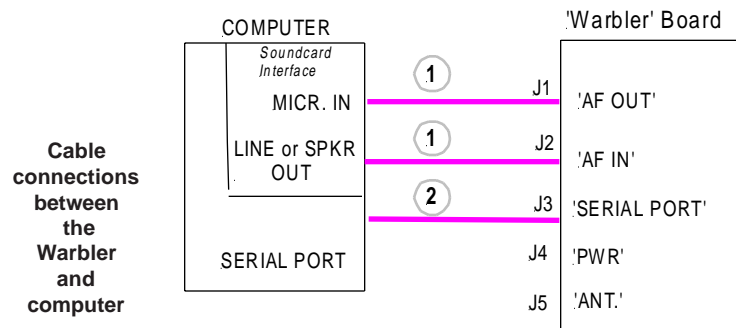 COMPUTER
Soundcard
Interface
MICR. IN
LINE or SPKR
OUT
SERIAL PORT
1
1
2
'Warbler' Board
J1 'AF OUT'
J2 'AF IN'
J3 'SERIAL PORT'
J4 'PWR'
J5 'ANT.'
Cable
connections
between
the
Warbler
and
computer